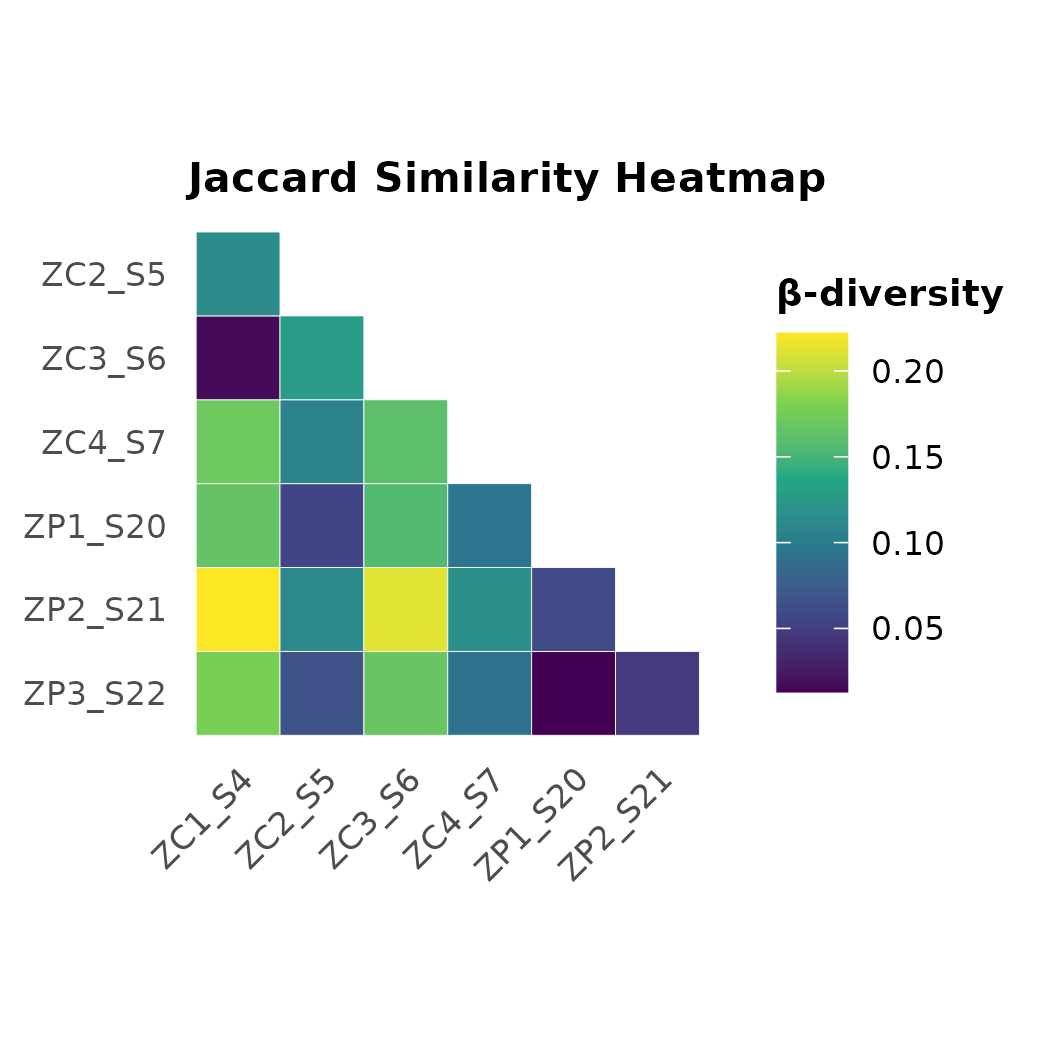 Jaccard Similarity Heatmap
ZC2_S5
ZC3_S6
ZC4_S7
ZP1_S20
ZP2_S21
ZP3_S22
ZC1_S4
ZC2_S5
ZC3_S6
ZC4_S7
ZP1_S20
ZP2_S21
β-diversity
0.20
0.15
0.10
0.05